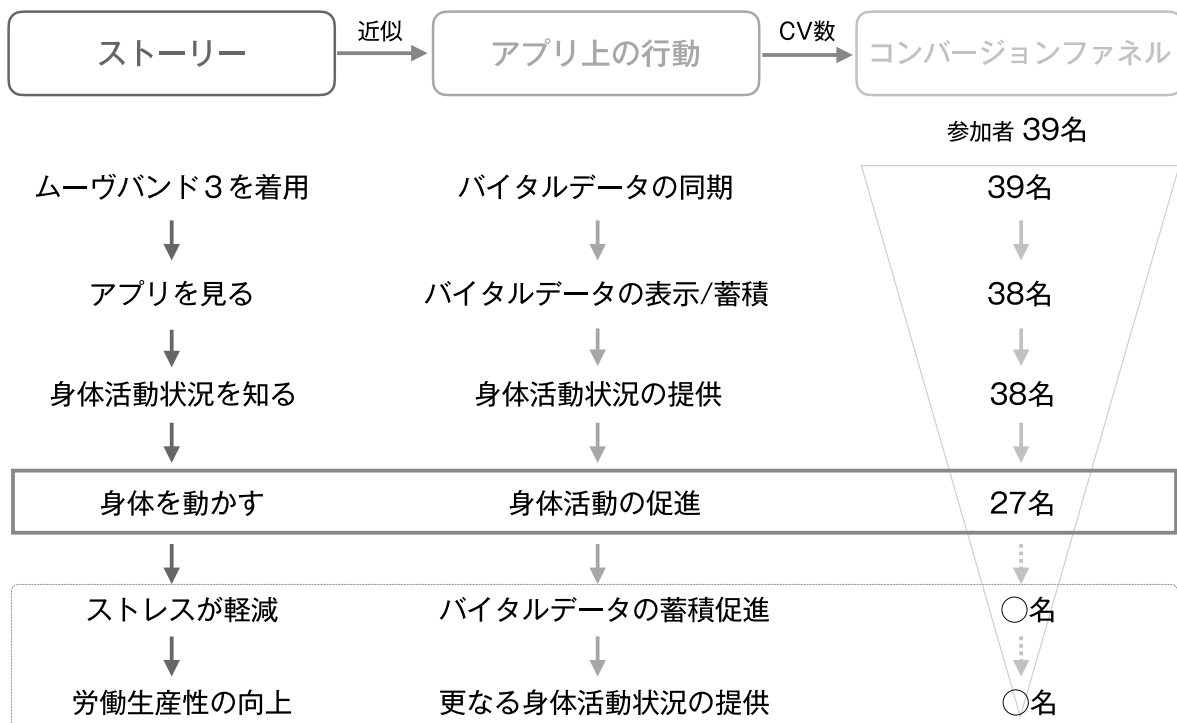 ストーリー 近似 アプリ上の行動 CV数 コンバージョンファネル
参加者 39名
ムーヴバンド3を着用 バイタルデータの同期 39名
アプリを見る バイタルデータの表示/蓄積 38名
身体活動状況を知る 身体活動状況の提供 38名
身体を動かす 身体活動の促進 27名
ストレスが軽減 バイタルデータの蓄積促進 ○名
労働生産性の向上 更なる身体活動状況の提供 ○名